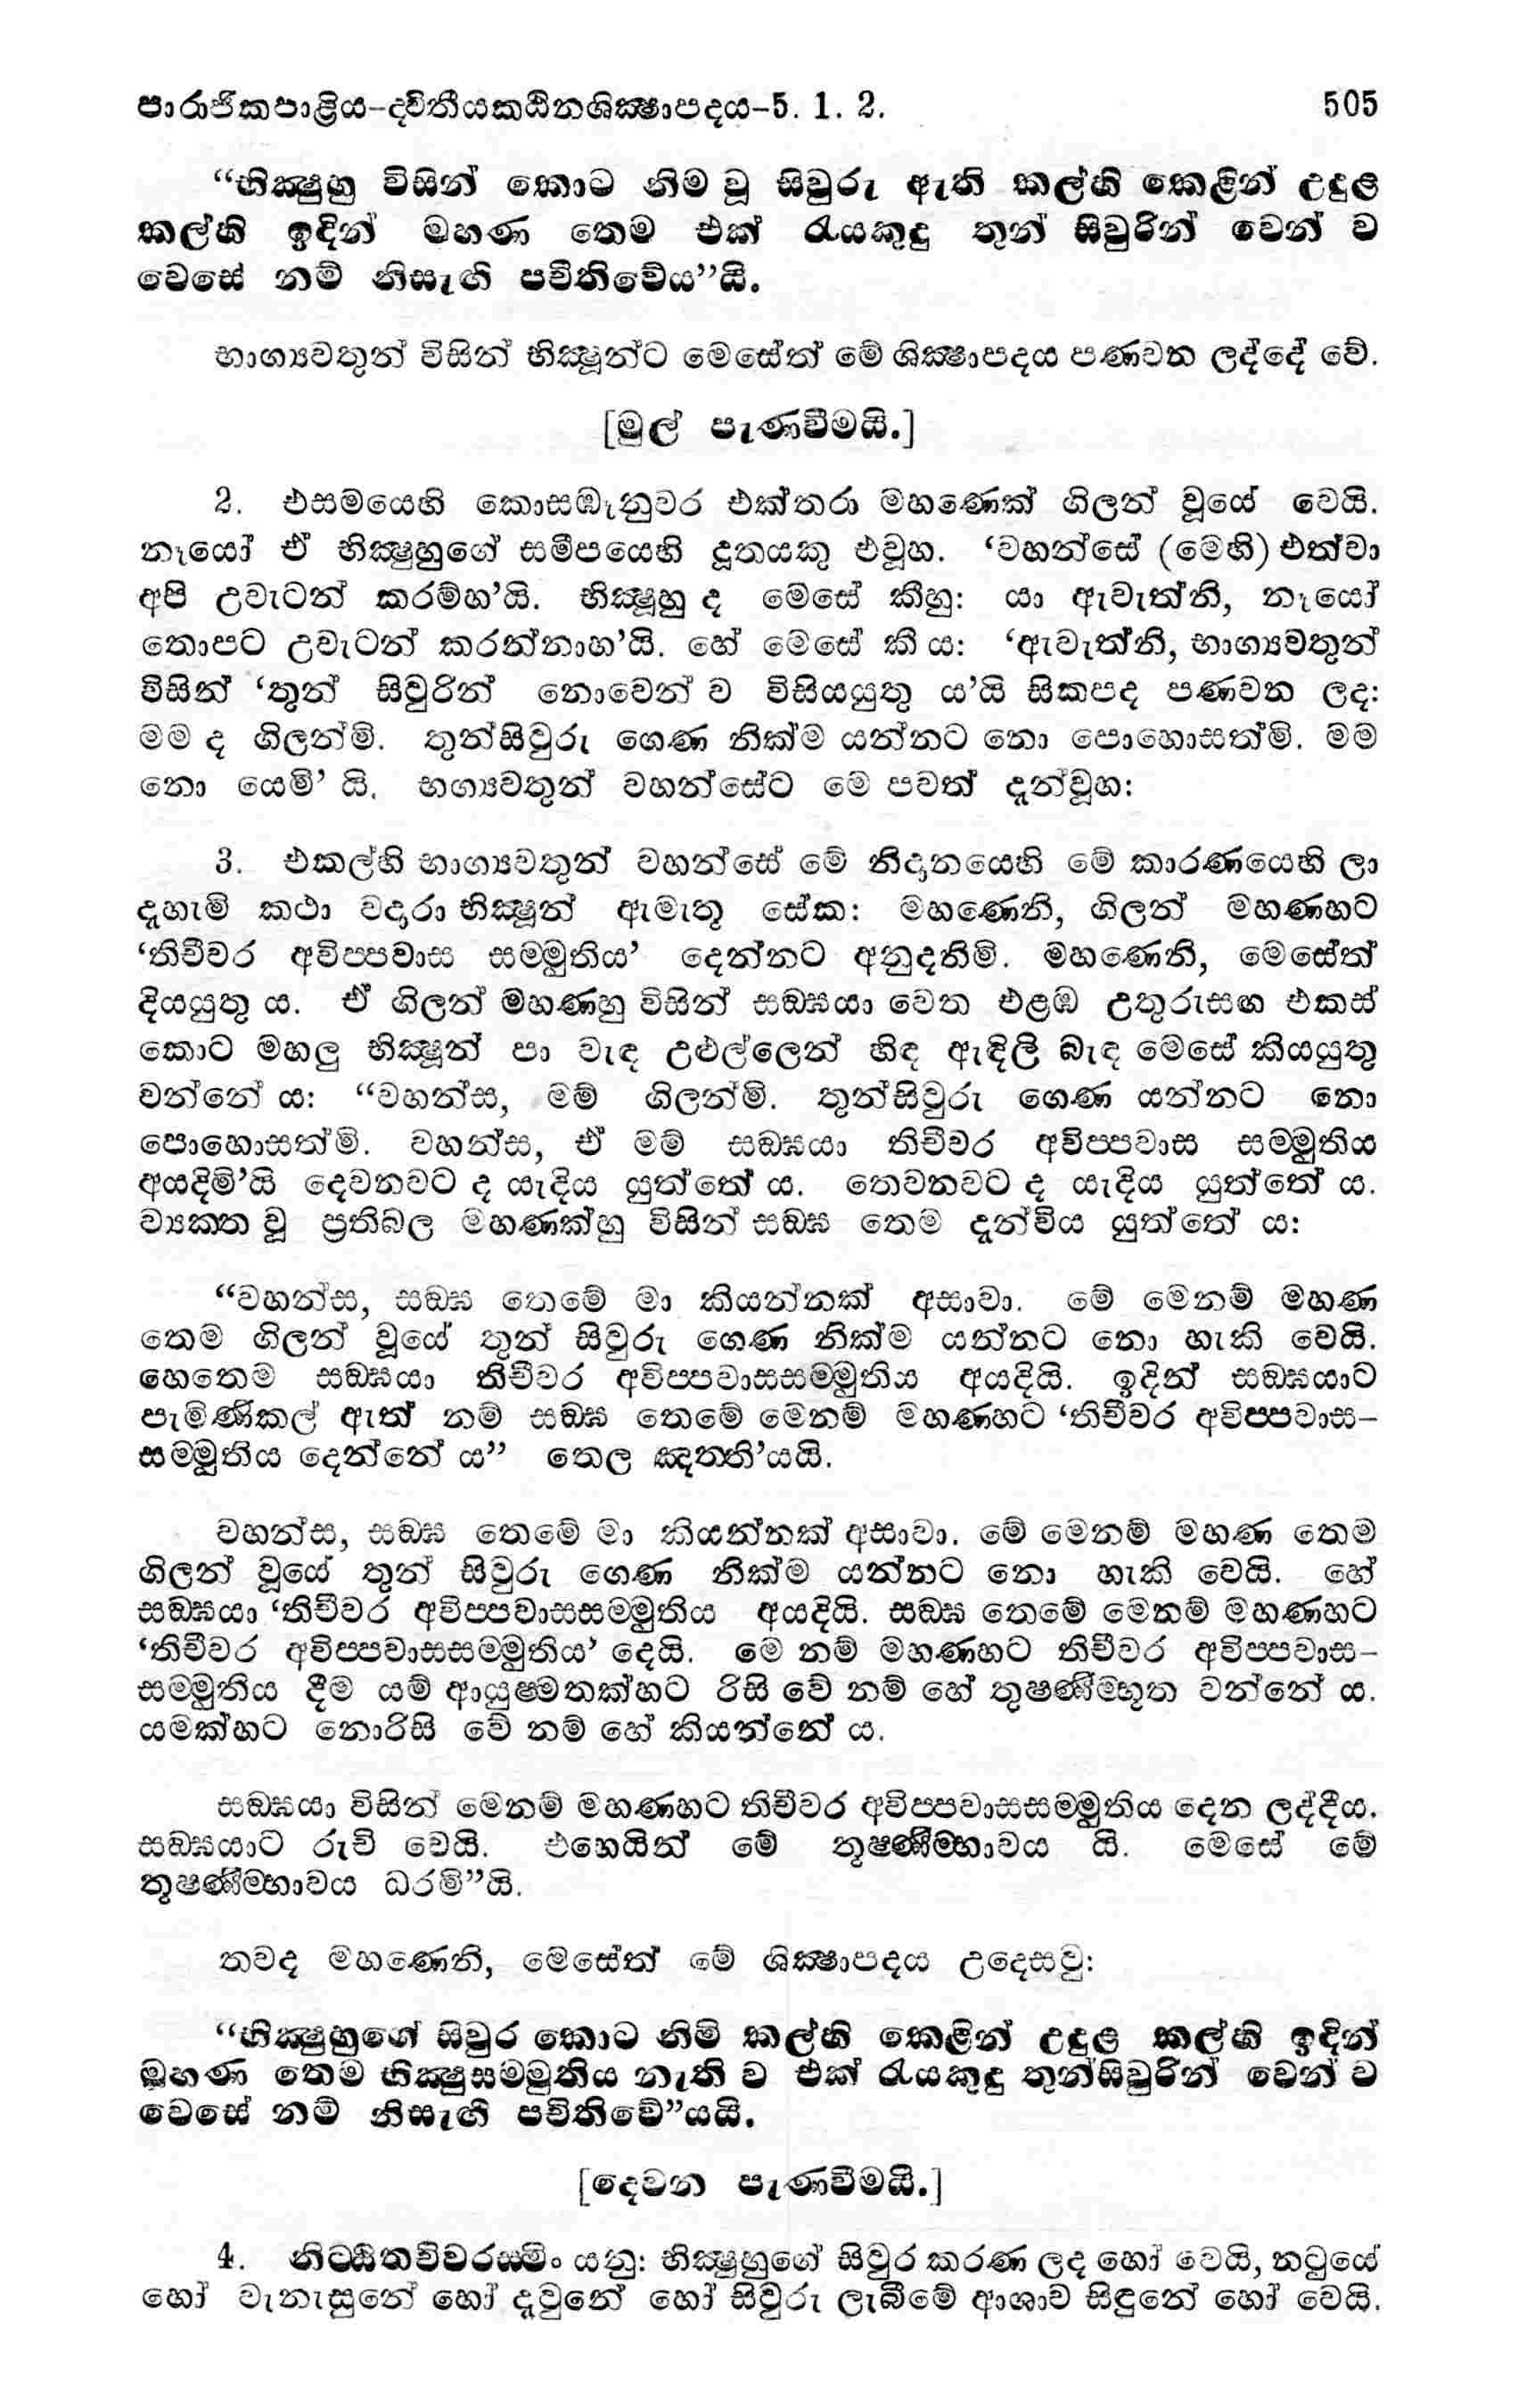 පාරාජිකපාළිය–දවිතීයකඨිනශික්‍ෂාපදය–5. 1. 2. 505
“භික්‍ෂුහු විසින් කොට නිම වූ සිවුරු ඇති කල්හි කෙළින් උදුළ
කල්හි ඉදින් මහණ තෙම එක් රැයකුදු තුන් සිවුරින් වෙන් ව
වෙසේ නම් නිසැගි පවිතිවේය”යි.
භාග්‍යවතුන් විසින් භික්‍ෂූන්ට මෙසේත් මේ ශික්‍ෂාපදය පණවන ලද්දේ වේ.
[මුල් පැණවීමයි.]
2. එසමයෙහි කොසඹෑනුවර එක්තරා මහණෙක් ගිලන් වූයේ වෙයි.
නෑයෝ ඒ භික්‍ෂුහුගේ සමීපයෙහි දූතයකු එවූහ. ‘වහන්සේ (මෙහි) එත්වා
අපි උවැටන් කරම්හ’යි. භික්‍ෂූහු ද මෙසේ කීහු: යා ඇවැත්නි, නෑයෝ
තොපට උවැටන් කරන්නාහ’යි. හේ මෙසේ කී ය: ‘ඇවැත්නි, භාග්‍යවතුන්
විසින් ‘තුන් සිවුරින් නොවෙන් ව විසියයුතු ය’යි සිකපද පණවන ලද:
මම ද ගිලන්මි. තුන්සිවුරු ගෙණ නික්ම යන්නට නො පොහොසත්මි. මම
නො යෙමි’ යි. භග්‍යවතුන් වහන්සේට මෙ පවත් දැන්වූහ:
3. එකල්හි භාග්‍යවතුන් වහන්සේ මේ නිදානයෙහි මේ කාරණයෙහි ලා
දැහැමි කථා වදාරා භික්‍ෂූන් ඇමැතූ සේක: මහණෙනි, ගිලන් මහණහට
‘තිචීවර අවිප්පවාස සම්මුතිය’ දෙන්නට අනුදනිමි. මහණෙනි, මෙසේත්
දියයුතු ය. ඒ ගිලන් මහණහු විසින් සඞ්ඝයා වෙත එළඹ උතුරුසඟ එකස්
කොට මහලු භික්‍ෂූන් පා වැඳ උළුල්ලෙන් හිඳ ඇඳිලි බැඳ මෙසේ කියයුතු
වන්නේ ය: “වහන්ස, මම් ගිලන්මි. තුන්සිවුරු ගෙණ යන්නට නො
පොහොසත්මි. වහන්ස, ඒ මම් සඞ්ඝයා තිචීවර අවිප්පවාස සම්මුතිය
අයදිමි’යි දෙවනවට ද යැදිය යුත්තේ ය. තෙවනවට ද යැදිය යුත්තේ ය.
ව්‍යක්ත වූ ප්‍රතිබල මහණක්හු විසින් සඞ්ඝ තෙම දැන්විය යුත්තේ ය:
“වහන්ස, සඞ්ඝ තෙමේ මා කියන්නක් අසාවා. මේ මෙනම් මහණ
තෙම ගිලන් වූයේ තුන් සිවුරු ගෙණ නික්ම යන්නට නො හැකි වෙයි.
හෙතෙම සඞ්ඝයා තිචීවර අවිප්පවාසසම්මුතිය අයදියි. ඉදින් සඞ්ඝයාට
පැමිණිකල් ඇත් නම් සඞ්ඝ තෙමේ මෙනම් මහණහට ‘තිචීවර අවිප්පවාස–
සම්මුතිය දෙන්නේ ය” තෙල ඤත්ති’යයි.
වහන්ස, සඞ්ඝ තෙමේ මා කියන්නක් අසාවා. මේ මෙනම් මහණ තෙම
ගිලන් වූයේ තුන් සිවුරු ගෙණ නික්ම යන්නට නො හැකි වෙයි. හේ
සඞ්ඝයා ‘තිචීවර අවිප්පවාසසම්මුතිය අයදියි. සඞ්ඝ තෙමේ මෙනම් මහණහට
‘තිචීවර අවිප්පවාසසම්මුතිය’ දෙයි. මෙ නම් මහණහට තිචීවර අවිප්පවාස–
සම්මුතිය දීම යම් ආයුෂ්මතක්හට රිසි වේ නම් හේ තුෂ්ණීම්භූත වන්නේ ය.
යමක්හට නොරිසි වේ නම් හේ කියන්නේ ය.
සඞ්ඝයා විසින් මෙනම් මහණහට තිචීවර අවිප්පවාසසම්මුතිය දෙන ලද්දීය.
සඞ්ඝයාට රුචි වෙයි. එහෙයින් මේ තූෂ්ණීම්භාවය යි. මෙසේ මේ
තූෂ්ණීම්භාවය ධරමි”යි.
තවද මහණෙනි, මෙසේත් මේ ශික්‍ෂාපදය උදෙසවු:
“භික්‍ෂුහුගේ සිවුර කොට නිමි කල්හි කෙළින් උදුළ කල්හි ඉදින්
මහණ තෙම භික්‍ෂුසම්මුතිය නැති ව එක් රැයකුදු තුන්සිවුරින් වෙන් ව
වෙසේ නම් නිසැඟි පචිතිවේ”යයි.
[දෙවන පැණවීමයි.]
4. නිට්ඨිතචීවරස්මිං යනු: භික්‍ෂුහුගේ සිවුර කරණ ලද හෝ වෙයි, නටුයේ
හෝ වැනැසුනේ හෝ දැවුනේ හෝ සිවුරු ලැබීමේ ආශාව සිඳුනේ හෝ වෙයි.